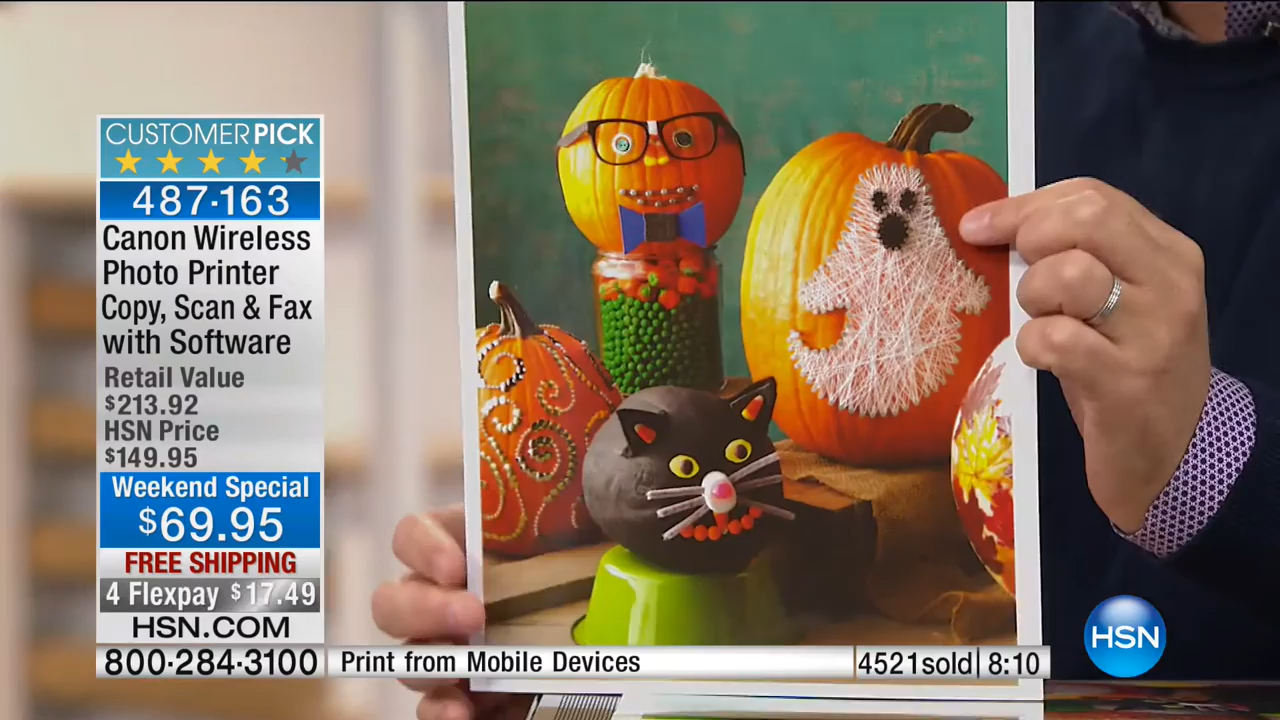 CUSTOMER PICK
487·163
Canon Wireless
Photo Printer
Copy, Scan & Fax
with Software
Retail Value
$213.92
HSN Price
$149.95
Weekend Special
$69.95
FREE SHIPPING
4 Flexpay $17.49
HSN.COM
800·284·3100 Print from Mobile Devices 4521sold 8:10
HSN